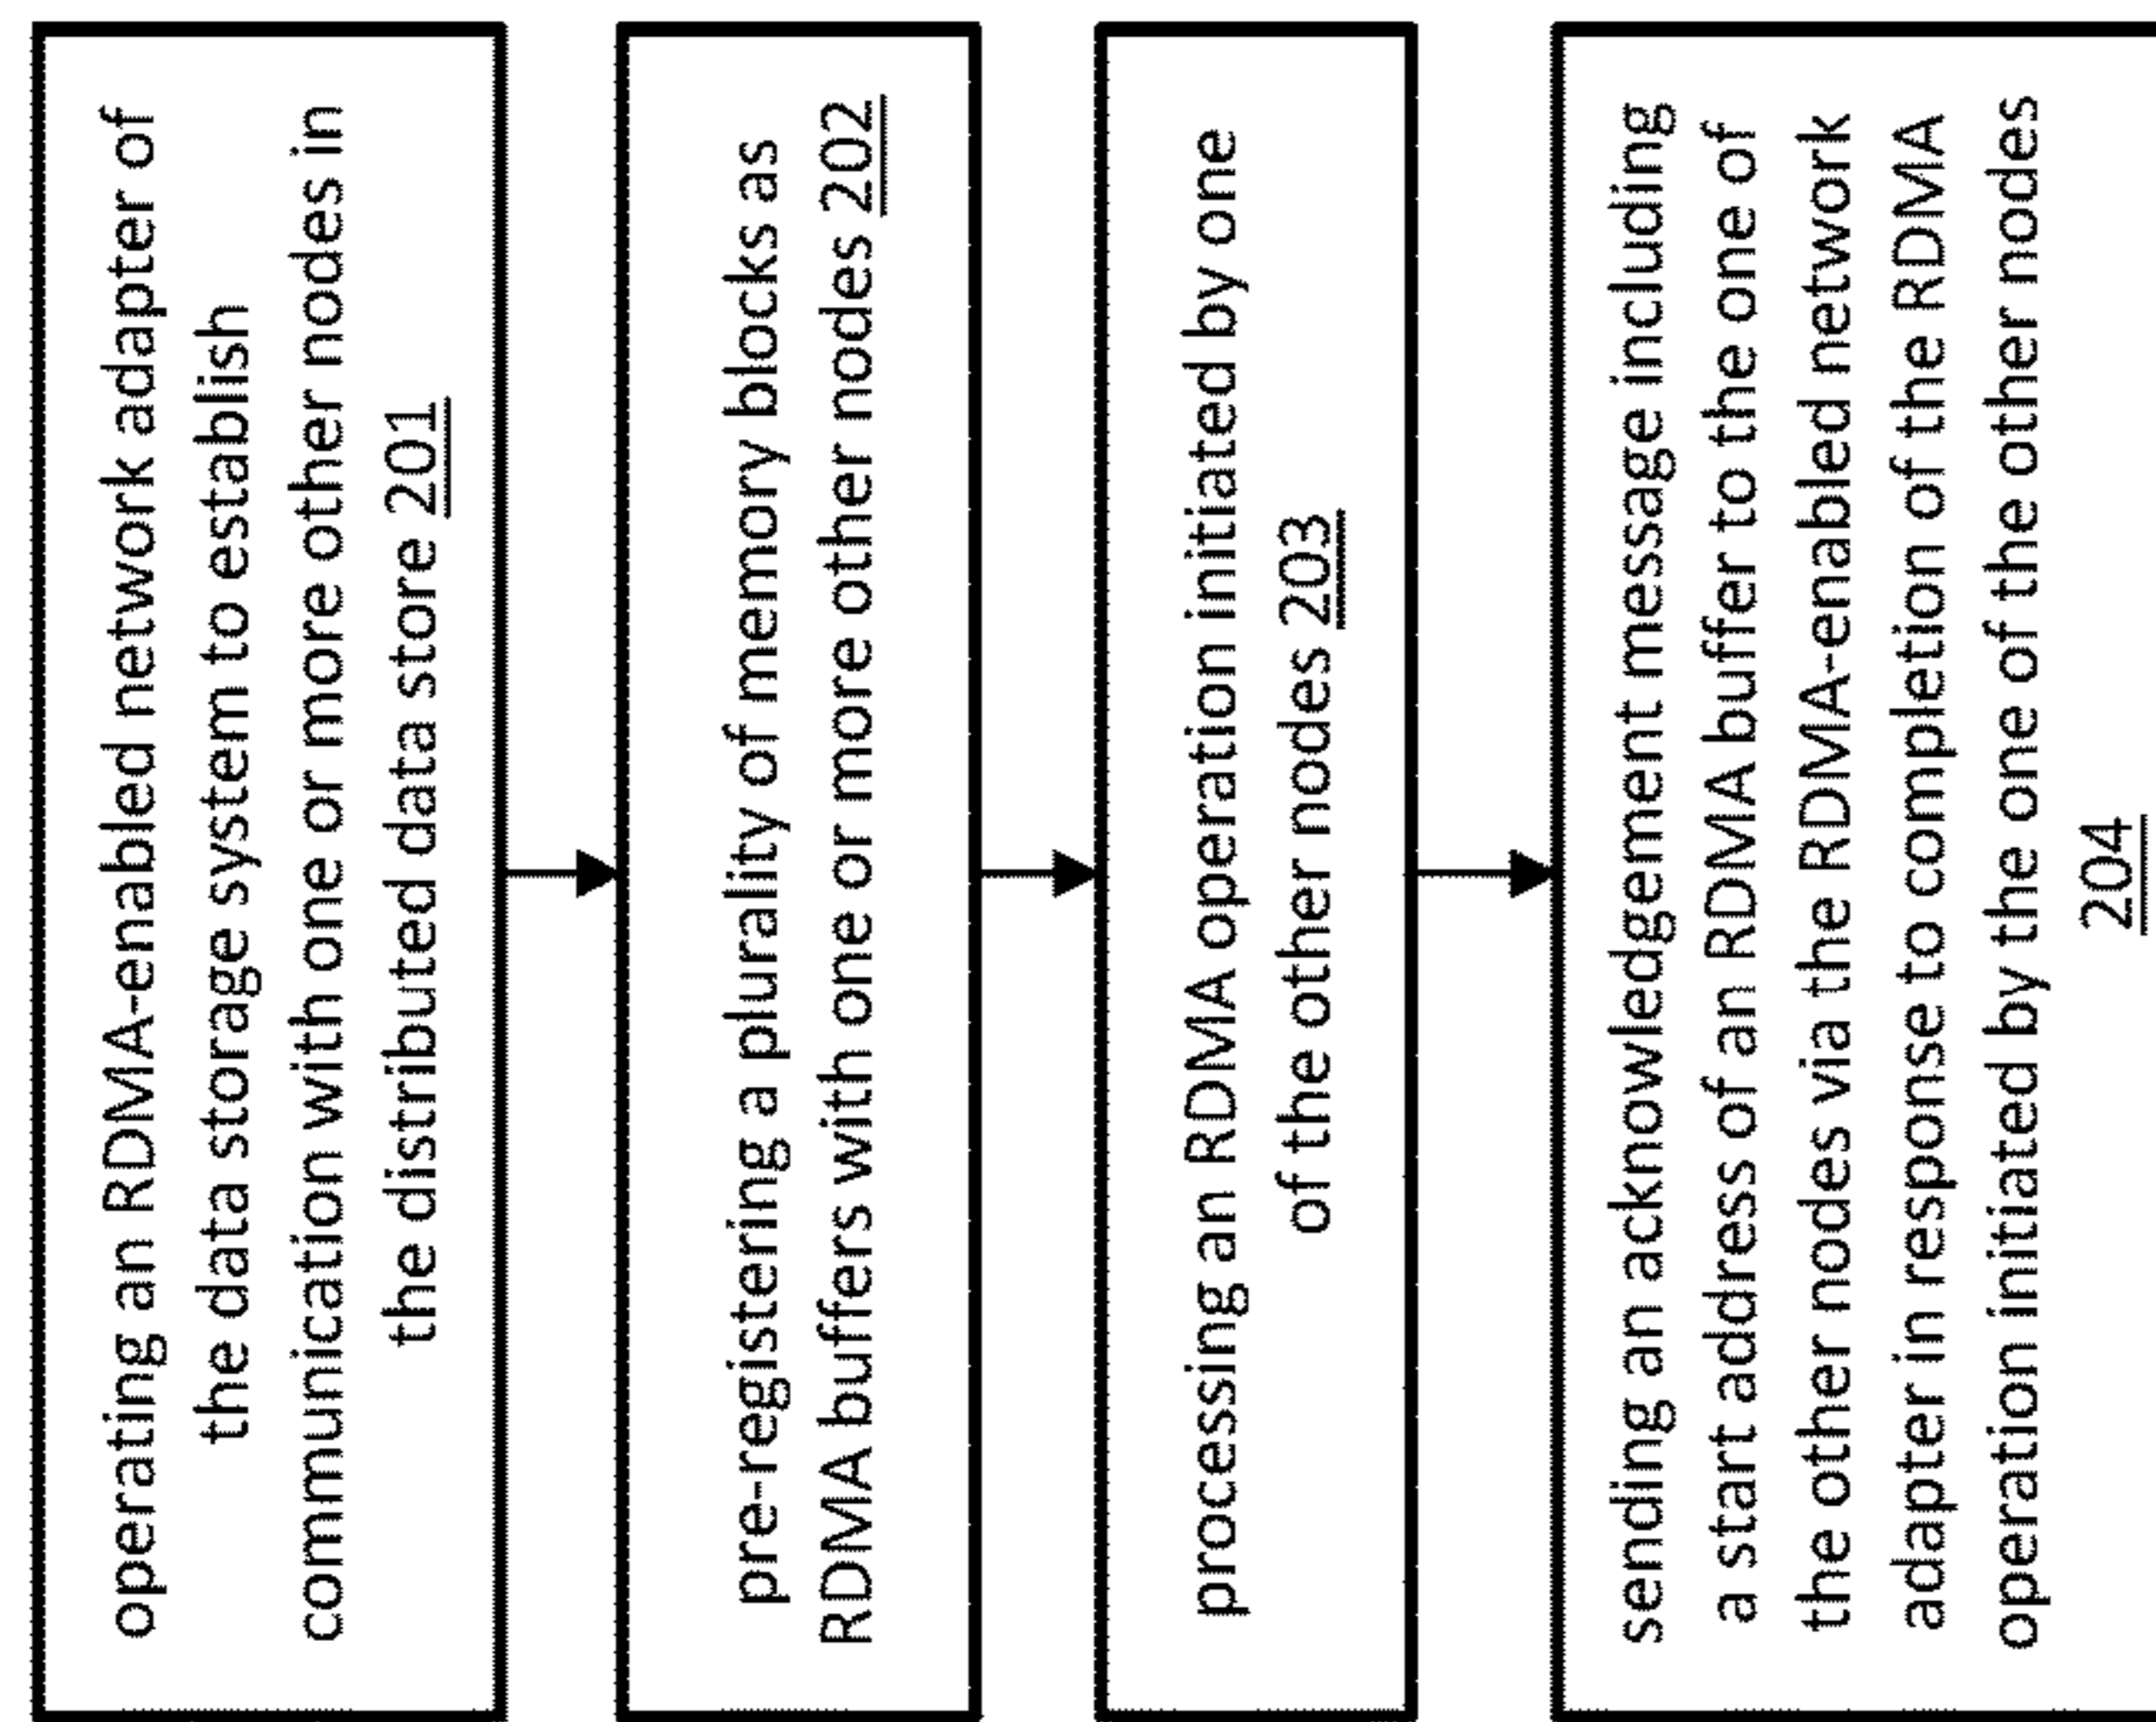 operating an RDMA-enabled network adapter of
the data storage system to establish
communication with one or more other nodes in
the distributed data store 201
pre-registering a plurality of memory blocks as
RDMA buffers with one or more other nodes 202
processing an RDMA operation initiated by one
of the other nodes 203
sending an acknowledgement message including
a start address of an RDMA buffer to the one of
the other nodes via the RDMA-enabled network
adapter in response to completion of the RDMA
operation initiated by the one of the other nodes
204